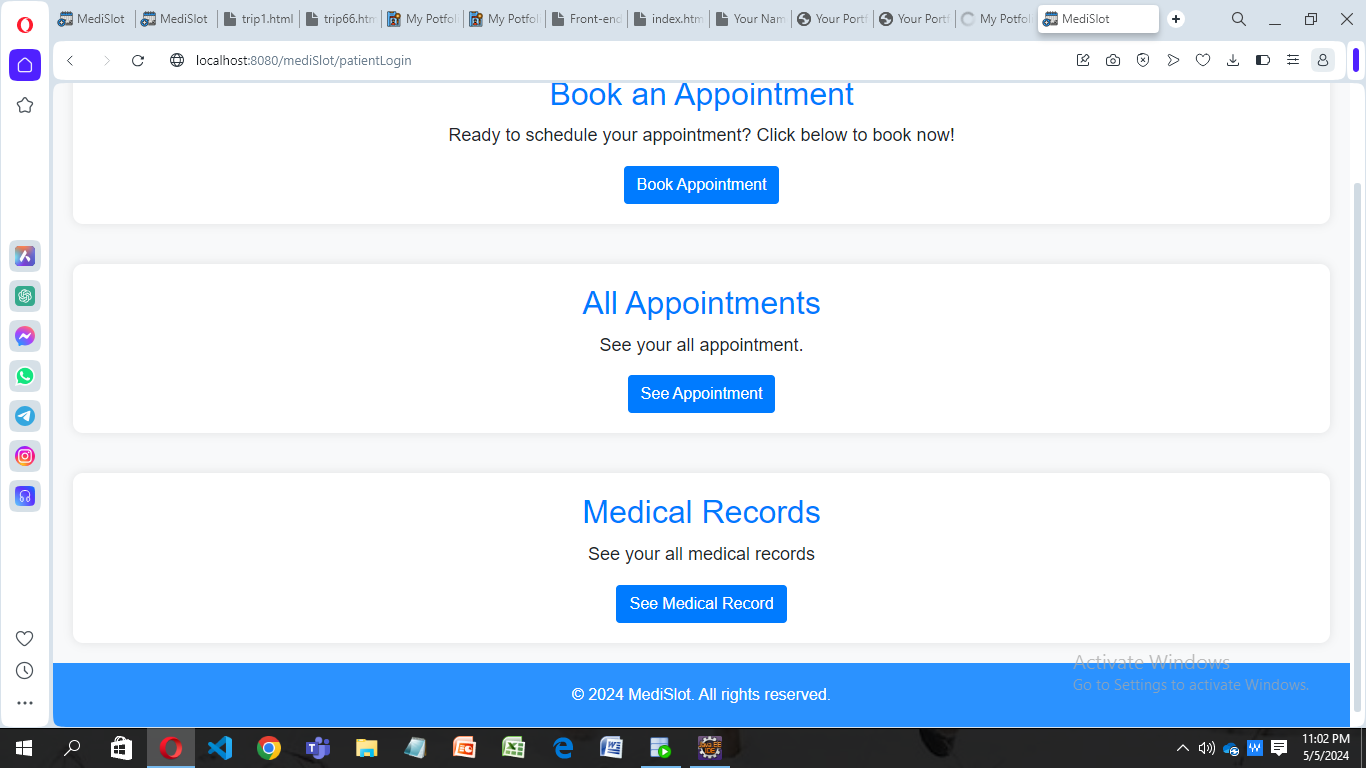 MediSlot
MediSlot
trip1.html
trip66.htm
My Potfol
My Potfol
Front-end
index.htm
Your Nam
Your Portf
Your Portf
My Potfol
MediSlot
localhost:8080/mediSlot/patientLogin
Book an Appointment
Ready to schedule your appointment? Click below to book now!
Book Appointment
All Appointments
See your all appointment.
See Appointment
Medical Records
See your all medical records
See Medical Record
Activate Windows
Go to Settings to activate Windows.
© 2024 MediSlot. All rights reserved.
11:02 PM
5/5/2024